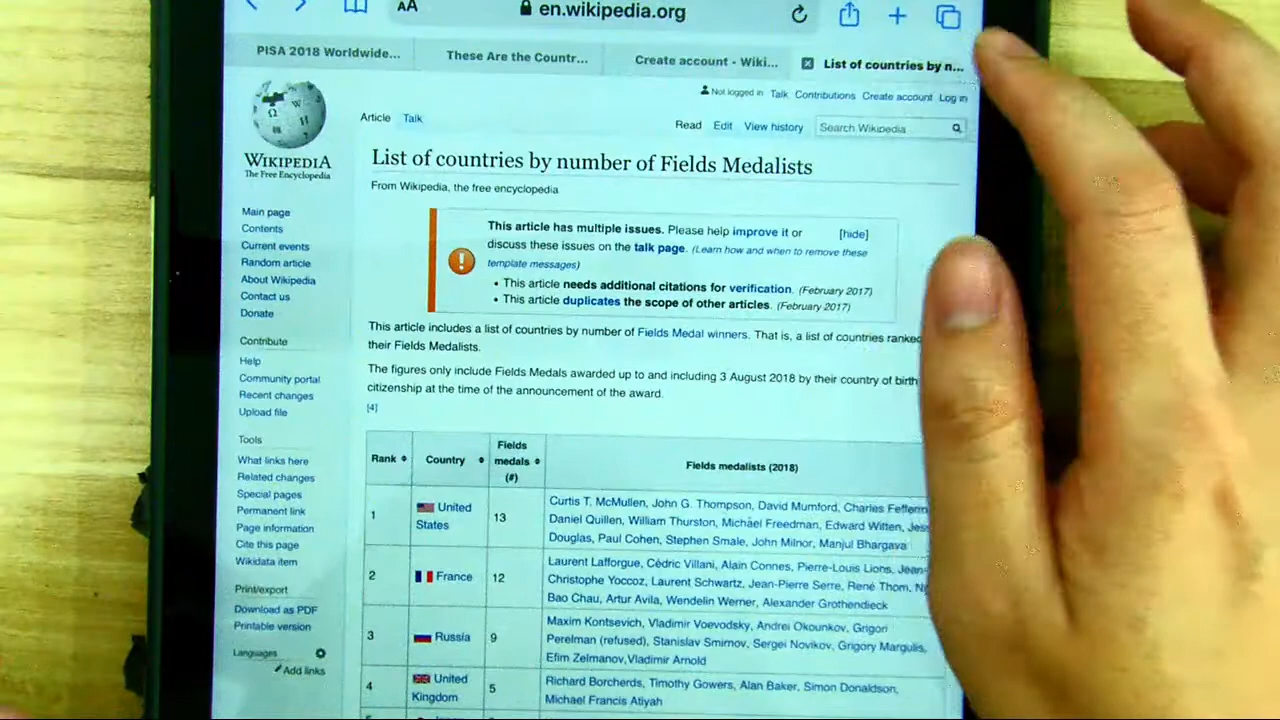 AA
en.wikipedia.org
PISA 2018 Worldwide...
These Are the Countr...
Create account - Wiki...
List of countries by n...
Not logged in Talk Contributions Create account Log in
Article Talk
Read Edit View history
Search Wikipedia
WIKIPEDIA
The Free Encyclopedia
List of countries by number of Fields Medalists
From Wikipedia, the free encyclopedia
Main page
Contents
Current events
Random article
About Wikipedia
Contact us
Donate
Contribute
Help
Community portal
Recent changes
Upload file
Tools
What links here
Related changes
Special pages
Permanent link
Page information
Cite this page
Wikidata item
Print/export
Download as PDF
Printable version
Languages
Add links
This article has multiple issues. Please help improve it or [hide]
discuss these issues on the talk page. (Learn how and when to remove these
template messages)
• This article needs additional citations for verification. (February 2017)
• This article duplicates the scope of other articles. (February 2017)
This article includes a list of countries by number of Fields Medal winners. That is, a list of countries ranked
their Fields Medalists.
The figures only include Fields Medals awarded up to and including 3 August 2018 by their country of birth
citizenship at the time of the announcement of the award.
[4]
Rank Country Fields medals (#) Fields medalists (2018)
1 United States 13
Curtis T. McMullen, John G. Thompson, David Mumford, Charles
Daniel Quillen, William Thurston, Michael Freedman, Edward Witten,
Douglas, Paul Cohen, Stephen Smale, John Milnor, Manjul Bhargava
2 France 12
Laurent Lafforgue, Cédric Villani, Alain Connes, Pierre-Louis Lions, Jean-
Christophe Yoccoz, Laurent Schwartz, Jean-Pierre Serre, René Thom,
Bao Chau, Artur Avila, Wendelin Werner, Alexander Grothendieck
3 Russia 9
Maxim Kontsevich, Vladimir Voevodsky, Andrei Okounkov, Grigori
Perelman (refused), Stanislav Smirnov, Sergei Novikov, Grigory Margulis,
Efim Zelmanov,Vladimir Arnold
4 United Kingdom 5
Richard Borcherds, Timothy Gowers, Alan Baker, Simon Donaldson,
Michael Francis Atiyah